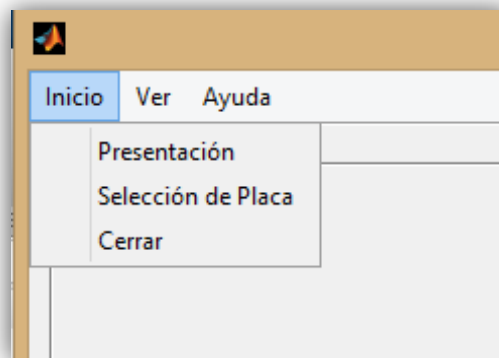 Inicio Ver Ayuda
Presentación
Selección de Placa
Cerrar